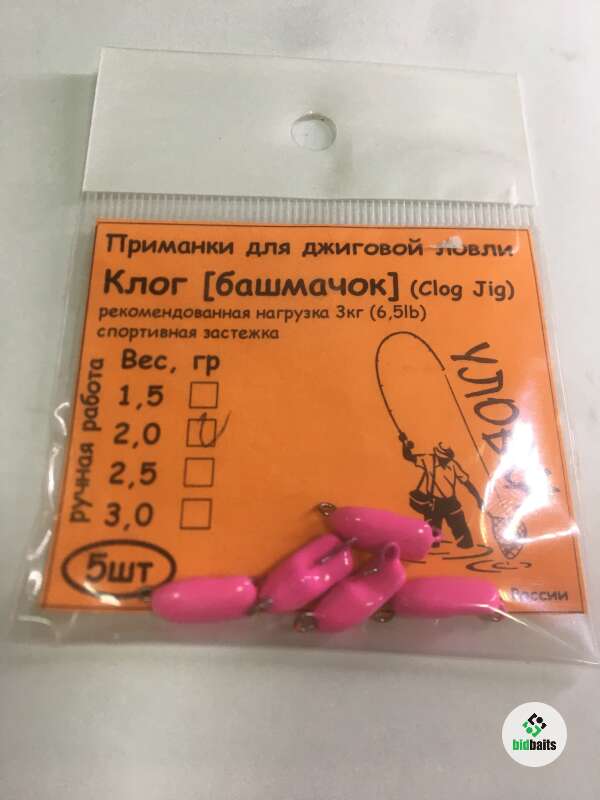 Приманки для джиговой ловли
Клог [башмачок] (Clog Jig)
рекомендованная нагрузка 3кг (6,5lb)
спортивная застежка
ручная работа
Вес, гр
1,5
2,0
2,5
3,0
5шт
России
bidbaits